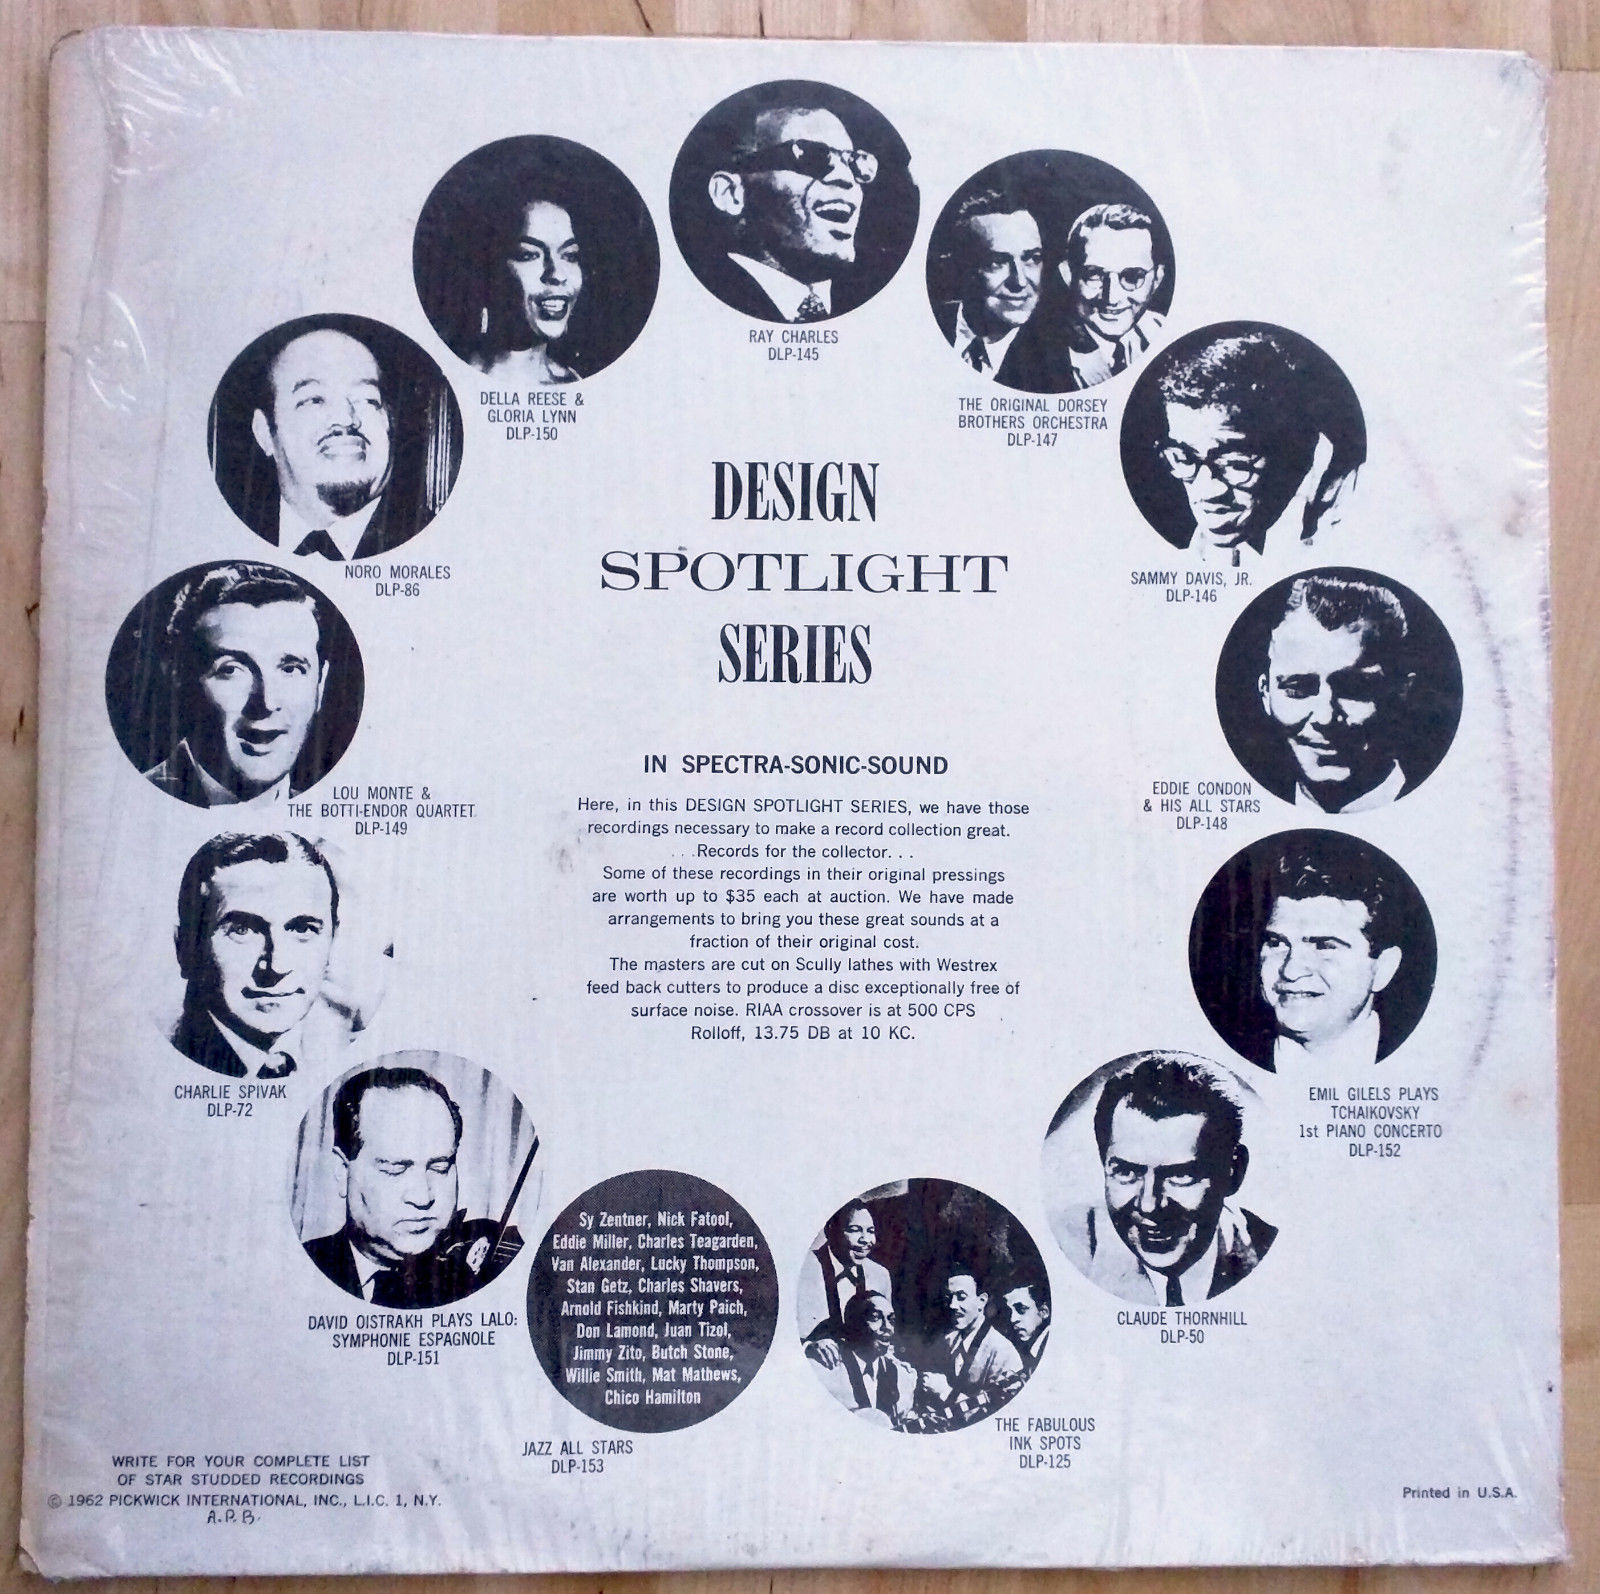 RAY CHARLES
DLP-145
DELLA REESE &
GLORIA LYNN
DLP-150
THE ORIGINAL DORSEY
BROTHERS ORCHESTRA
DLP-147
NORO MORALES
DLP-86
SAMMY DAVIS, JR.
DLP-146
DESIGN
SPOTLIGHT
SERIES
IN SPECTRA-SONIC-SOUND
Here, in this DESIGN SPOTLIGHT SERIES, we have those
recordings necessary to make a record collection great.
. . .Records for the collector. . .
Some of these recordings in their original pressings
are worth up to $35 each at auction. We have made
arrangements to bring you these great sounds at a
fraction of their original cost.
The masters are cut on Scully lathes with Westrex
feed back cutters to produce a disc exceptionally free of
surface noise. RIAA crossover is at 500 CPS
Rolloff, 13.75 DB at 10 KC.
LOU MONTE &
THE BOTTI-ENDOR QUARTET
DLP-149
EDDIE CONDON
& HIS ALL STARS
DLP-148
CHARLIE SPIVAK
DLP-72
EMIL GILELS PLAYS
TCHAIKOVSKY
1st PIANO CONCERTO
DLP-152
DAVID OISTRAKH PLAYS LALO:
SYMPHONIE ESPAGNOLE
DLP-151
Sy Zentner, Nick Fatool,
Eddie Miller, Charles Teagarden,
Van Alexander, Lucky Thompson,
Stan Getz, Charles Shavers,
Arnold Fishkind, Marty Paich,
Don Lamond, Juan Tizol,
Jimmy Zito, Butch Stone,
Willie Smith, Mat Mathews,
Chico Hamilton
JAZZ ALL STARS
DLP-153
THE FABULOUS
INK SPOTS
DLP-125
CLAUDE THORNHILL
DLP-50
WRITE FOR YOUR COMPLETE LIST
OF STAR STUDDED RECORDINGS
© 1962 PICKWICK INTERNATIONAL, INC., L.I.C. 1, N.Y.
A.P.B.
Printed in U.S.A.